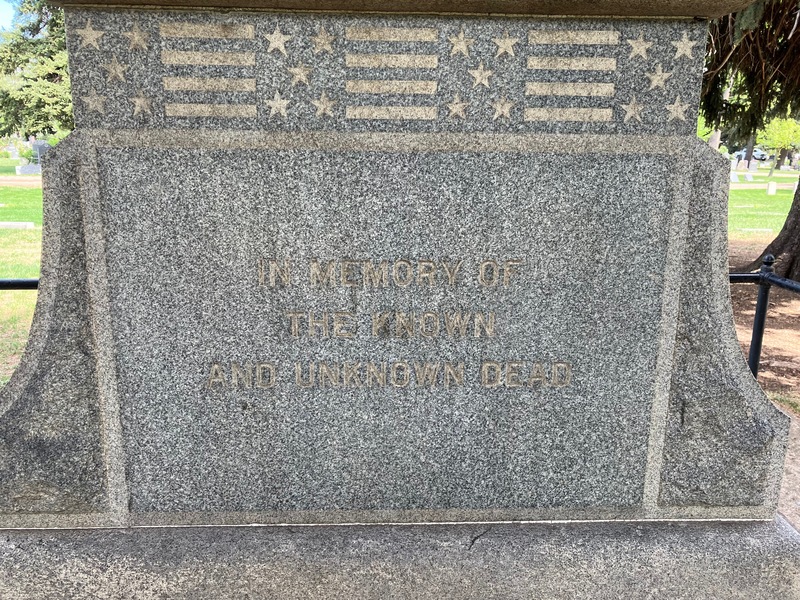 IN MEMORY OF
THE KNOWN
AND UNKNOWN DEAD